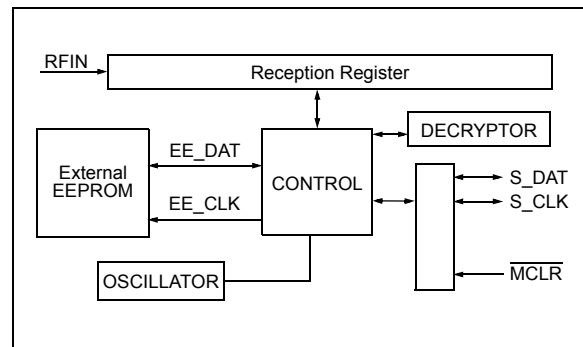 RFIN
Reception Register
DECRYPTOR
External
EEPROM
EE_DAT
CONTROL
EE_CLK
S_DAT
S_CLK
MCLR
OSCILLATOR